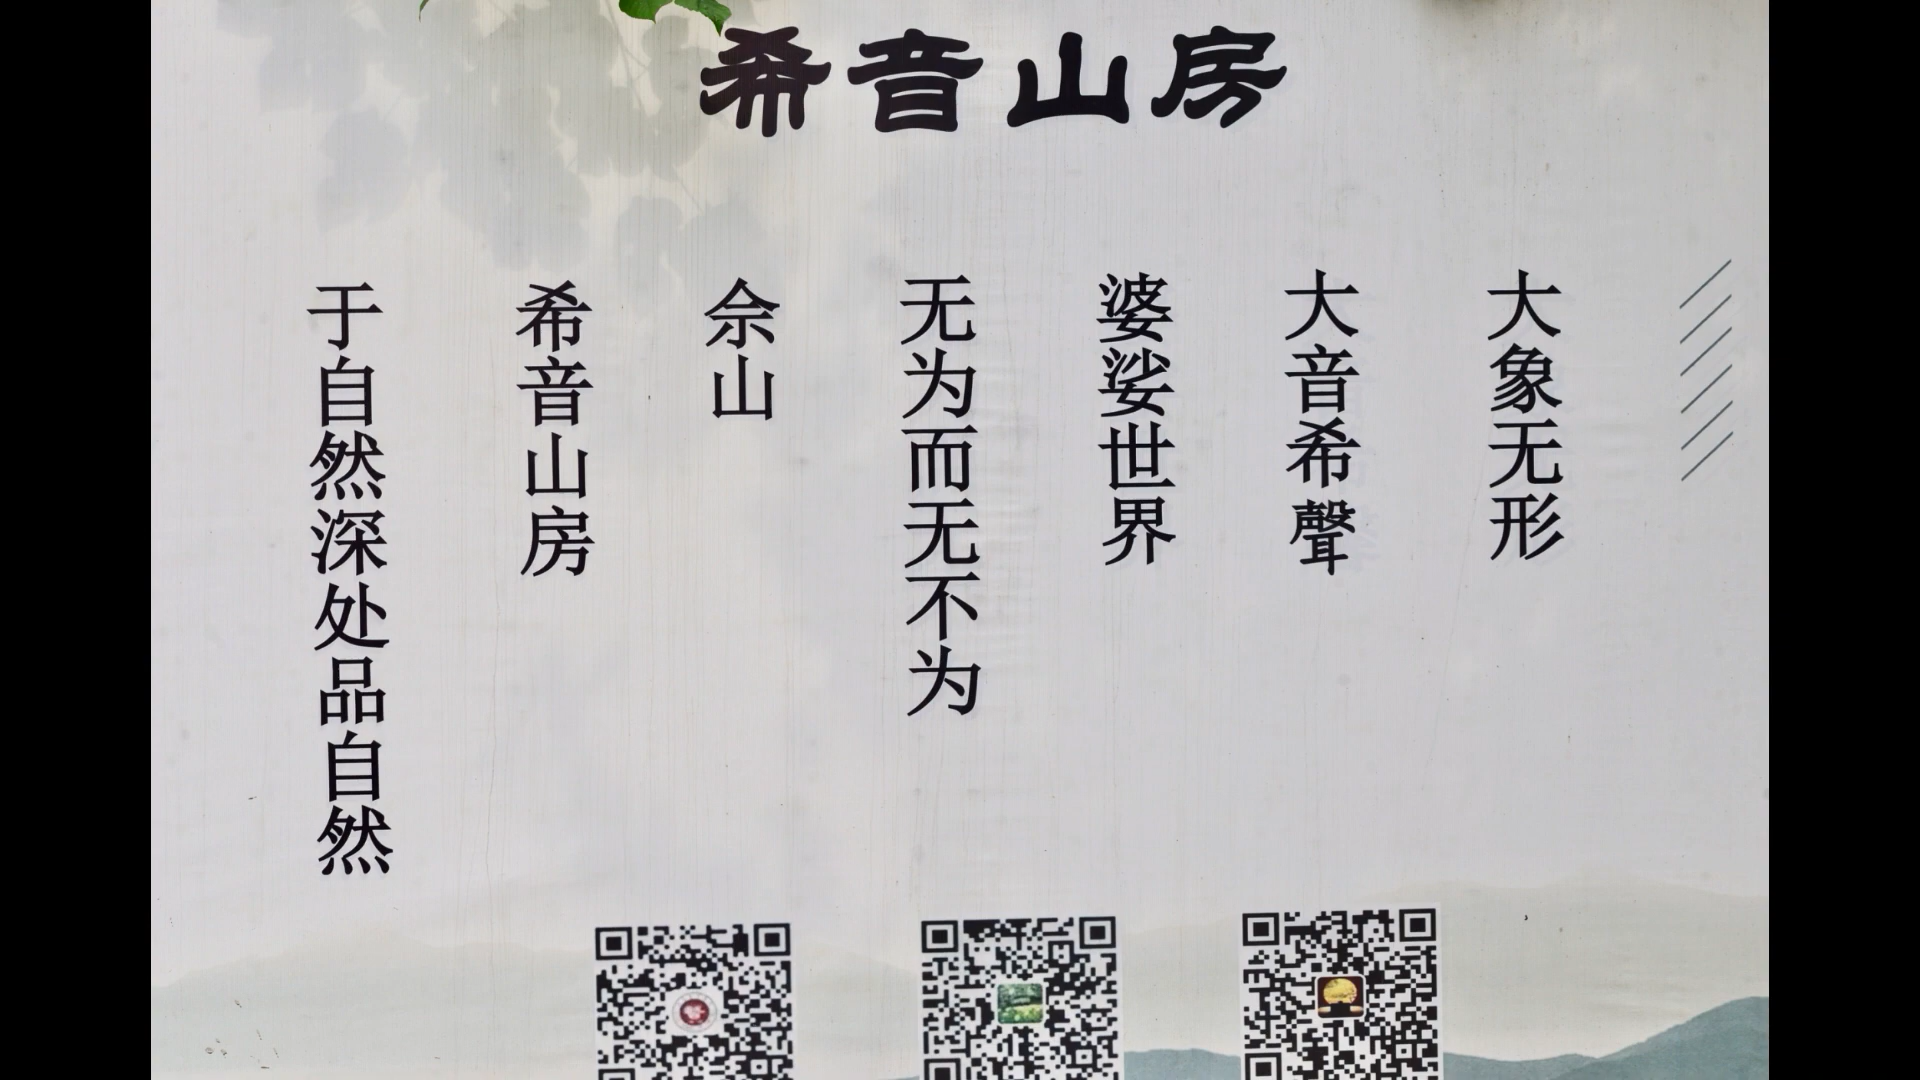 希音山房
大象无形
大音希聲
婆娑世界
无为而无不为
佘山
希音山房
于自然深处品自然